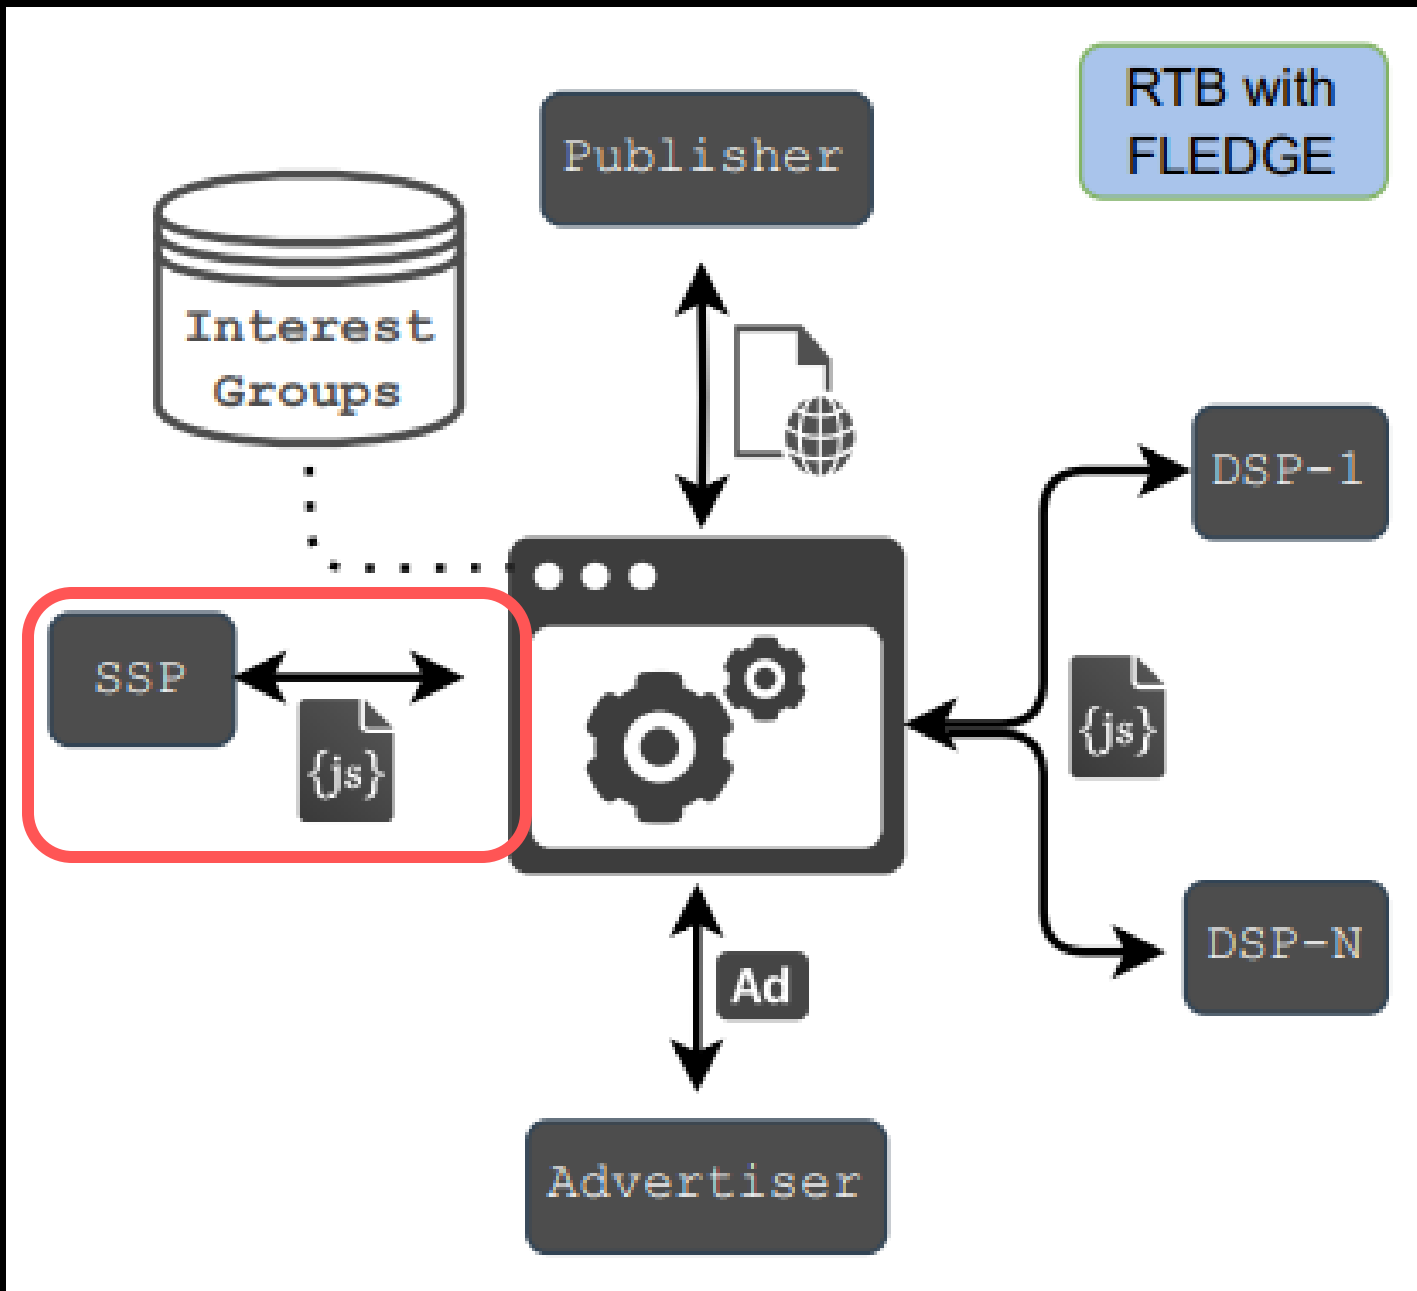 RTB with
FLEDGE
Publisher
Interest
Groups
DSP-1
SSP
{js}
{js}
DSP-N
Ad
Advertiser